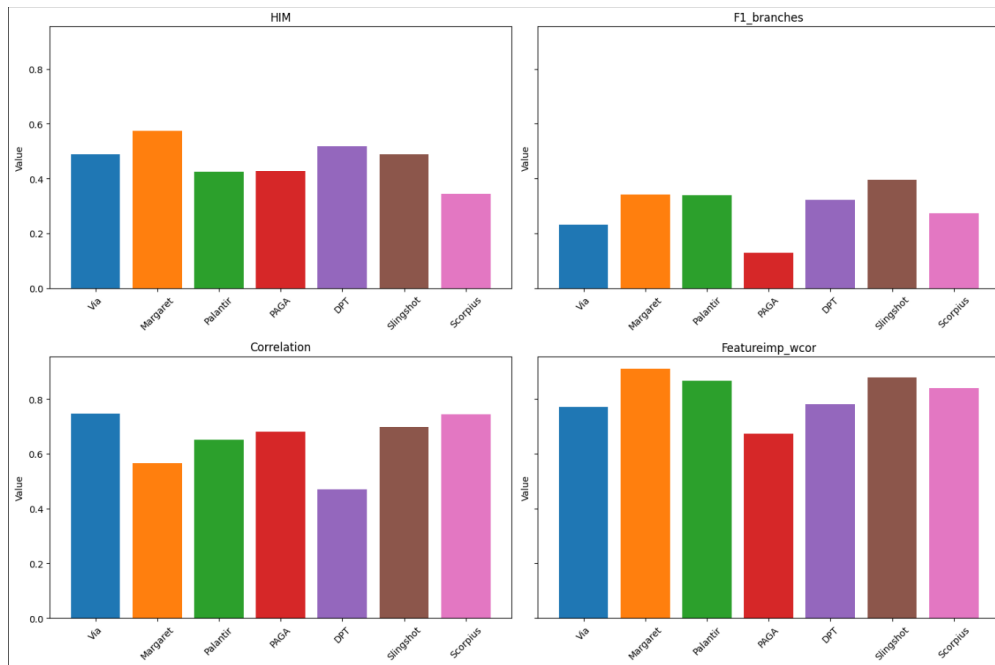 HIM
F1_branches
Value
0.8
0.6
0.4
0.2
0.0
Via
Margaret
Palantir
PAGA
DPT
Slingshot
Scorpius
Value
Via
Margaret
Palantir
PAGA
DPT
Slingshot
Scorpius
Correlation
Featureimp_wcor
Value
0.8
0.6
0.4
0.2
0.0
Via
Margaret
Palantir
PAGA
DPT
Slingshot
Scorpius
Value
Via
Margaret
Palantir
PAGA
DPT
Slingshot
Scorpius